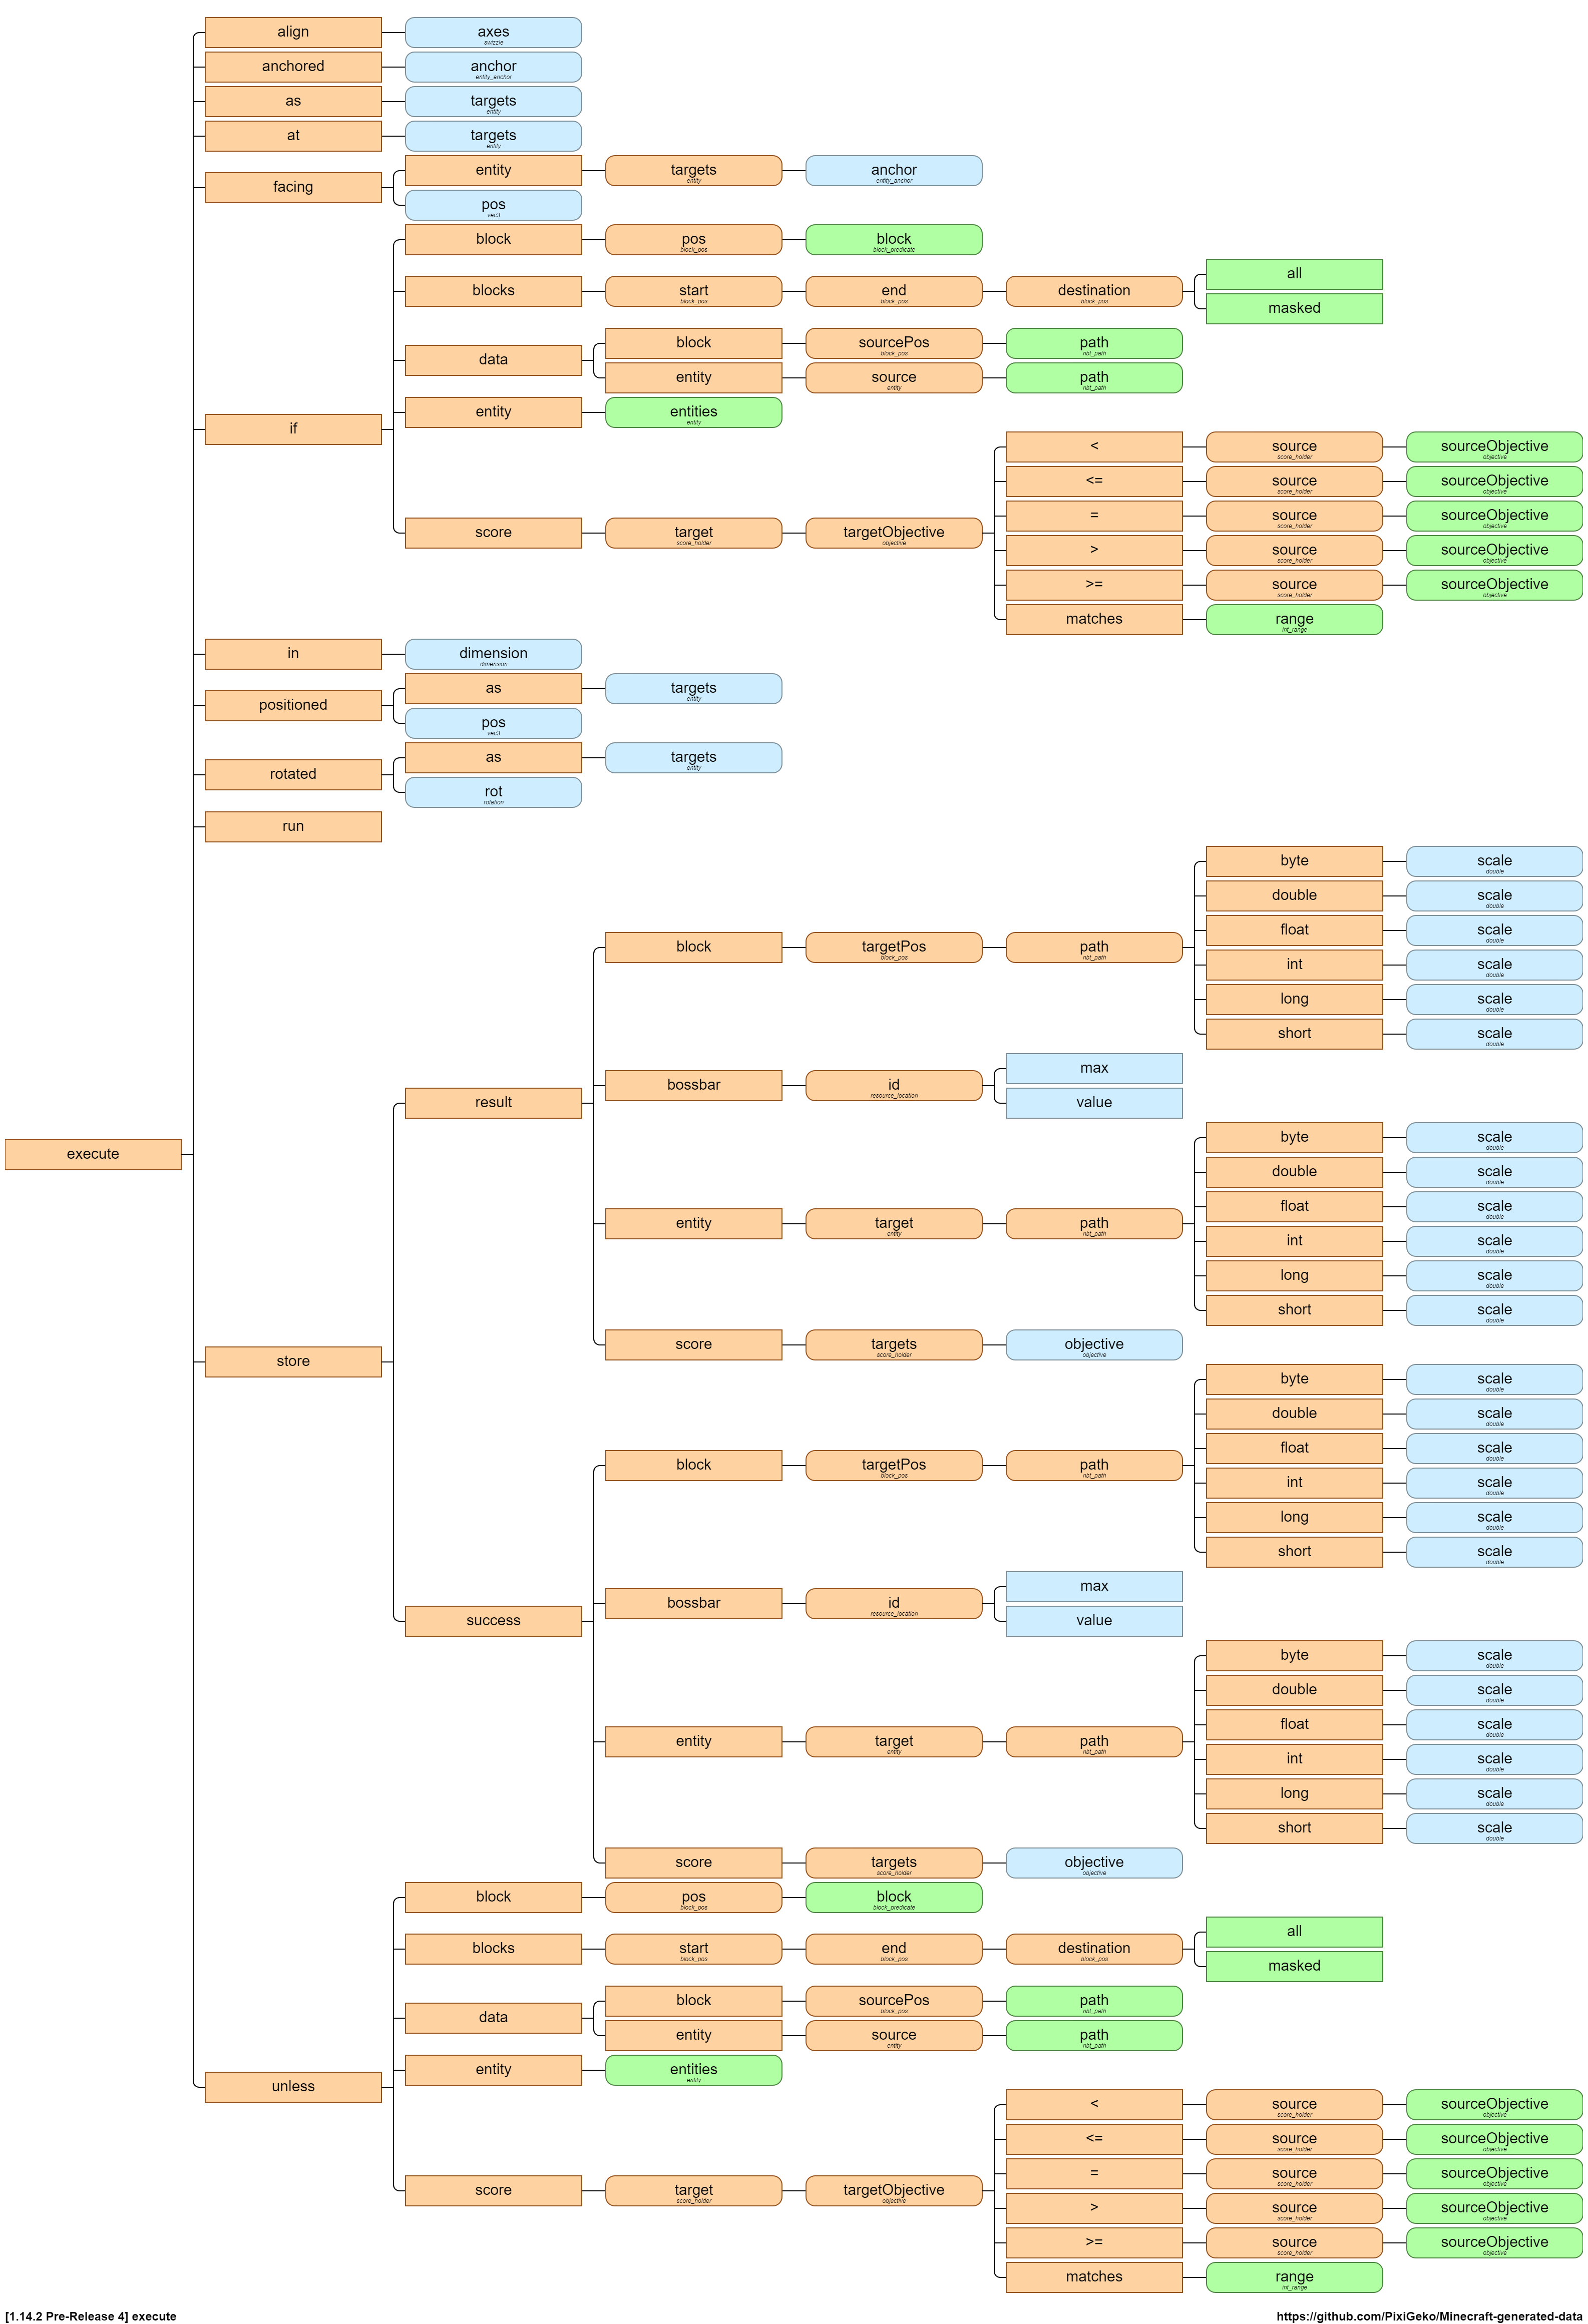 align
axes
swizzle
anchored
anchor
entity_anchor
as
targets
entity
at
targets
entity
facing
entity
targets
entity
anchor
entity_anchor
pos
vec3
if
block
pos
block_pos
block
block_predicate
blocks
start
block_pos
end
block_pos
destination
block_pos
all
masked
data
block
sourcePos
block_pos
path
nbt_path
entity
source
entity
path
nbt_path
entity
entities
entity
score
target
score_holder
targetObjective
objective
<
source
score_holder
sourceObjective
objective
<=
source
score_holder
sourceObjective
objective
=
source
score_holder
sourceObjective
objective
>
source
score_holder
sourceObjective
objective
>=
source
score_holder
sourceObjective
objective
matches
range
int_range
in
dimension
dimension
positioned
as
targets
entity
pos
vec3
rotated
as
targets
entity
rot
rotation
run
execute
store
result
block
targetPos
block_pos
path
nbt_path
byte
scale
double
double
scale
double
float
scale
double
int
scale
double
long
scale
double
short
scale
double
bossbar
id
resource_location
max
value
entity
target
entity
path
nbt_path
byte
scale
double
double
scale
double
float
scale
double
int
scale
double
long
scale
double
short
scale
double
score
targets
score_holder
objective
objective
success
block
targetPos
block_pos
path
nbt_path
byte
scale
double
double
scale
double
float
scale
double
int
scale
double
long
scale
double
short
scale
double
bossbar
id
resource_location
max
value
entity
target
entity
path
nbt_path
byte
scale
double
double
scale
double
float
scale
double
int
scale
double
long
scale
double
short
scale
double
score
targets
score_holder
objective
objective
unless
block
pos
block_pos
block
block_predicate
blocks
start
block_pos
end
block_pos
destination
block_pos
all
masked
data
block
sourcePos
block_pos
path
nbt_path
entity
source
entity
path
nbt_path
entity
entities
entity
score
target
score_holder
targetObjective
objective
<
source
score_holder
sourceObjective
objective
<=
source
score_holder
sourceObjective
objective
=
source
score_holder
sourceObjective
objective
>
source
score_holder
sourceObjective
objective
>=
source
score_holder
sourceObjective
objective
matches
range
int_range
[1.14.2 Pre-Release 4] execute
https://github.com/PixiGeko/Minecraft-generated-data